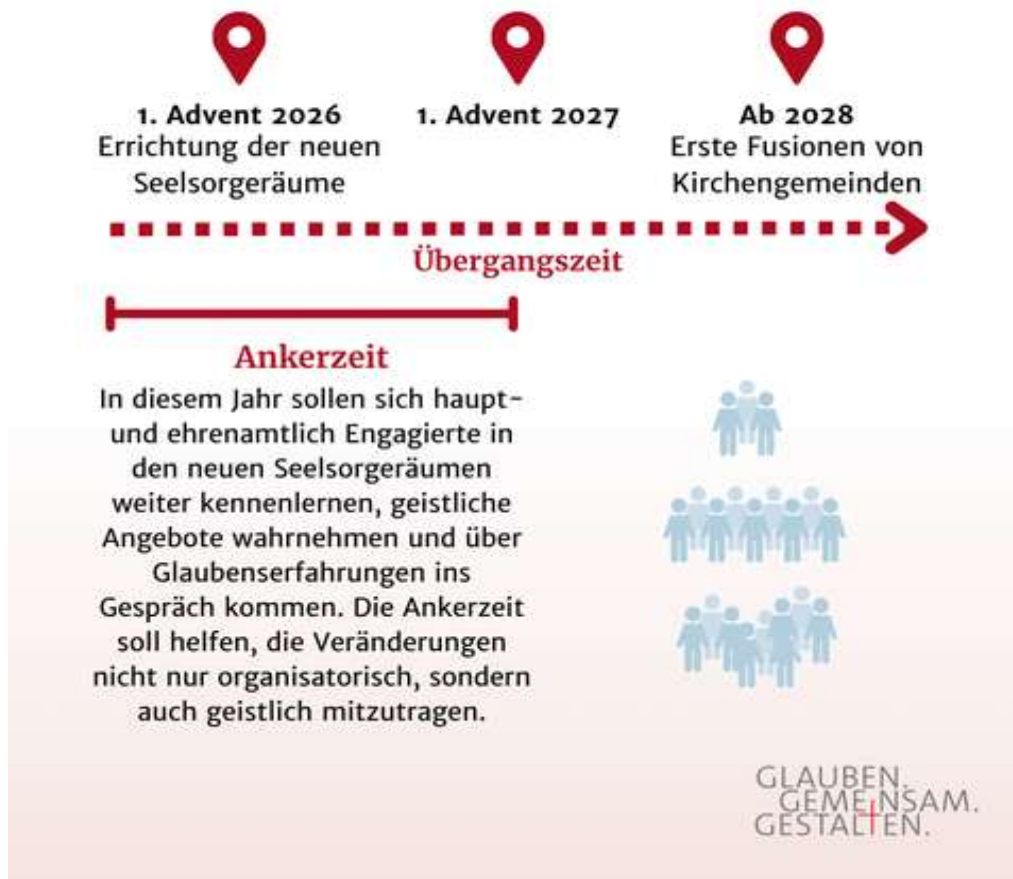 1. Advent 2026
Errichtung der neuen
Seelsorgeräume
1. Advent 2027
Ab 2028
Erste Fusionen von
Kirchengemeinden
Übergangszeit
Ankerzeit
In diesem Jahr sollen sich haupt-
und ehrenamtlich Engagierte in
den neuen Seelsorgeräumen
weiter kennenlernen, geistliche
Angebote wahrnehmen und über
Glaubenserfahrungen ins
Gespräch kommen. Die Ankerzeit
soll helfen, die Veränderungen
nicht nur organisatorisch, sondern
auch geistlich mitzutragen.
GLAUBEN.
GEMEINSAM.
GESTALTEN.